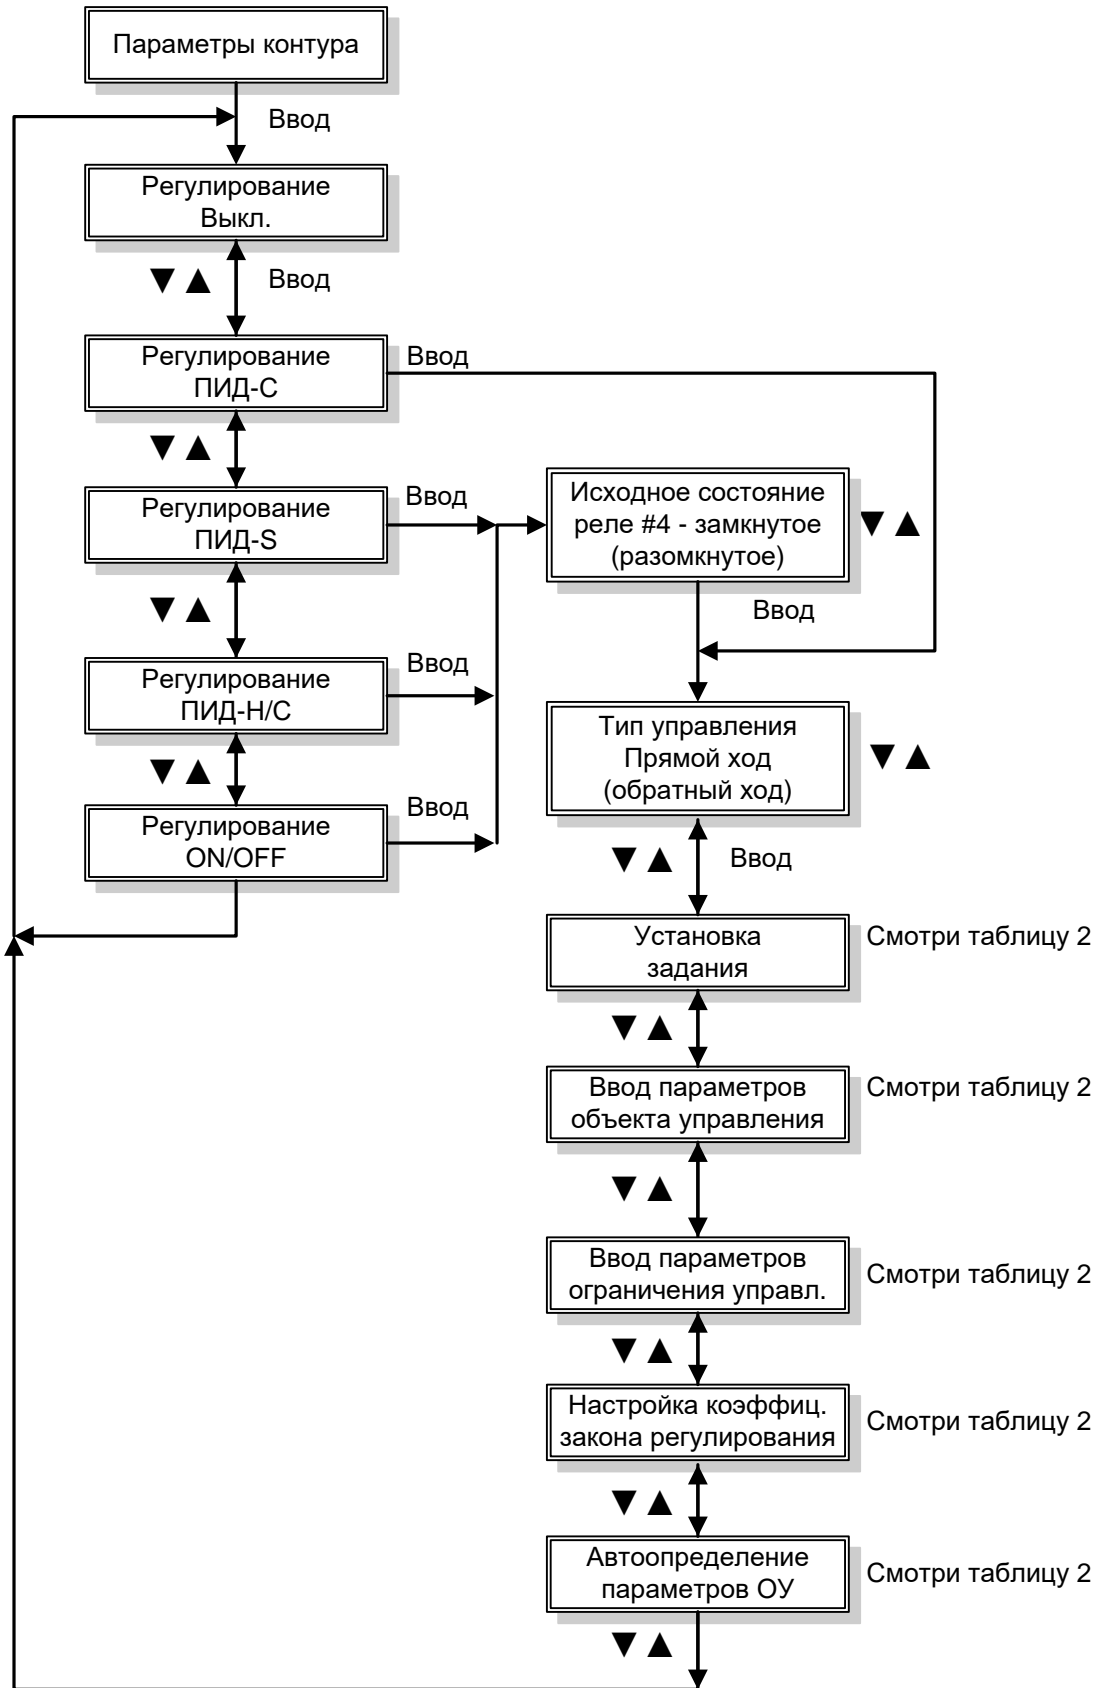 Параметры контура
Ввод
Регулирование
Выкл.
▼ ▲ Ввод
Регулирование
ПИД-С
Ввод
▼ ▲
Регулирование
ПИД-S
Ввод
Исходное состояние
реле #4 - замкнутое
(разомкнутое)
▼ ▲
Ввод
▼ ▲
Регулирование
ПИД-Н/С
Ввод
Тип управления
Прямой ход
(обратный ход)
▼ ▲
▼ ▲
Регулирование
ON/OFF
Ввод
▼ ▲ Ввод
Установка
задания
Смотри таблицу 2
▼ ▲
Ввод параметров
объекта управления
Смотри таблицу 2
▼ ▲
Ввод параметров
ограничения управл.
Смотри таблицу 2
▼ ▲
Настройка коэффиц.
закона регулирования
Смотри таблицу 2
▼ ▲
Автоопределение
параметров ОУ
Смотри таблицу 2
▼ ▲